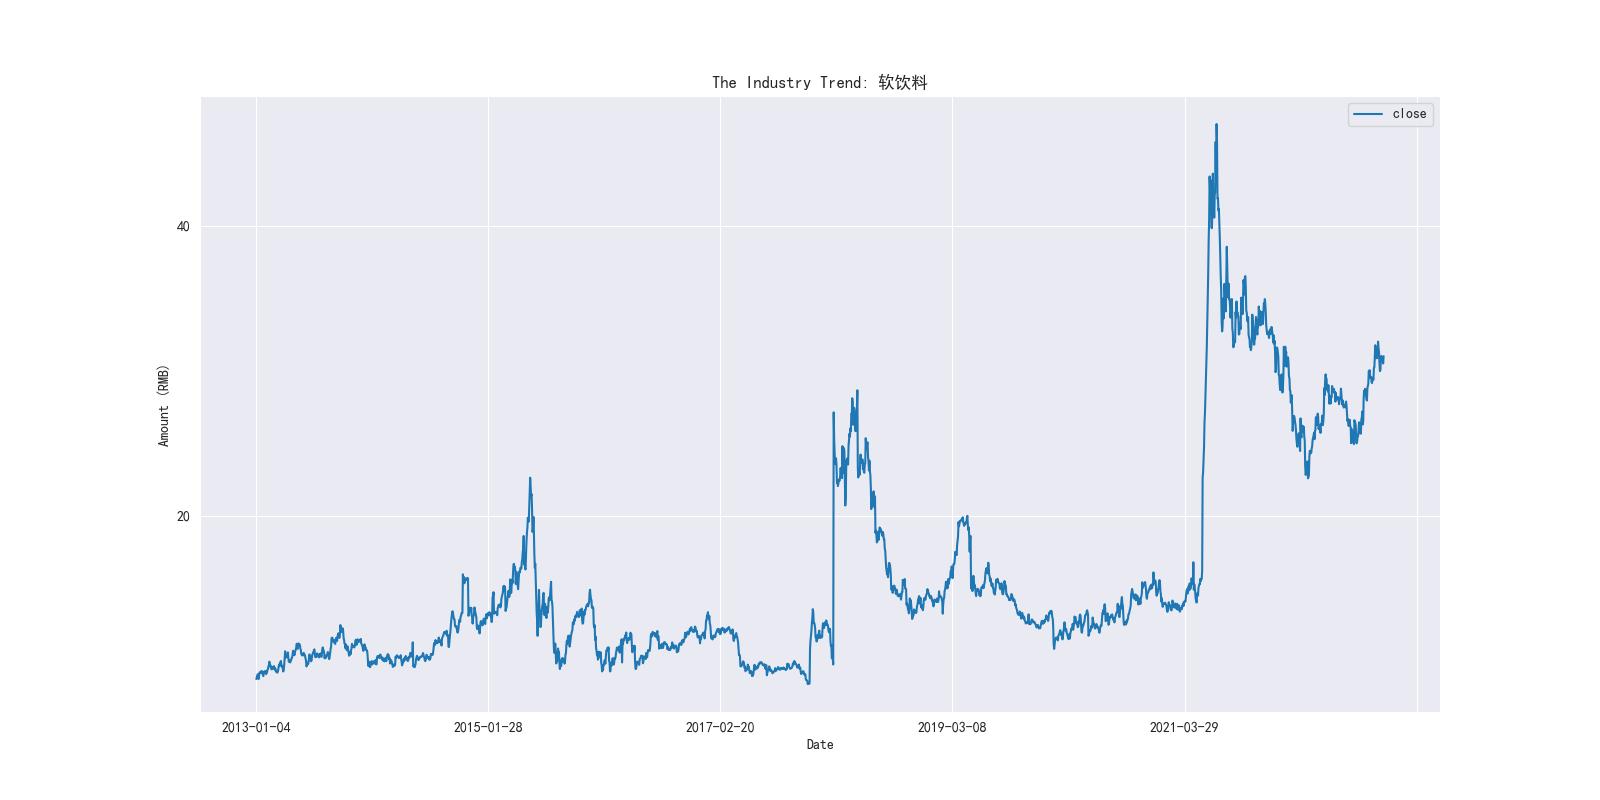 The Industry Trend: 软饮料
close
40
20
Amount (RMB)
2013-01-04
2015-01-28
2017-02-20
2019-03-08
2021-03-29
Date